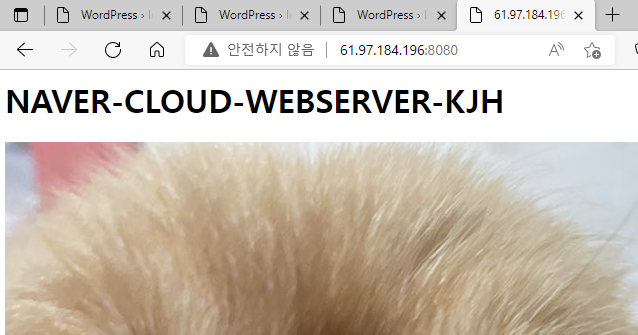 WordPress › I
WordPress › I
WordPress › I
61.97.184.196
안전하지 않음 | 61.97.184.196:8080
NAVER-CLOUD-WEBSERVER-KJH